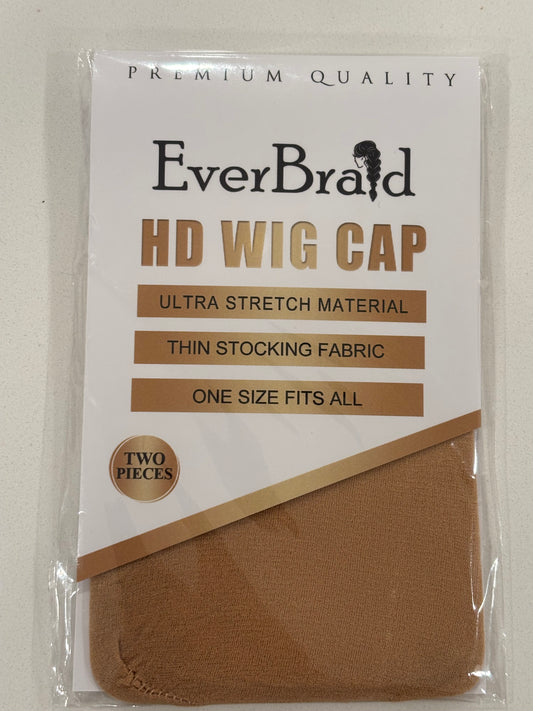 PREMIUM QUALITY
EverBraid
HD WIG CAP
ULTRA STRETCH MATERIAL
THIN STOCKING FABRIC
ONE SIZE FITS ALL
TWO
PIECES